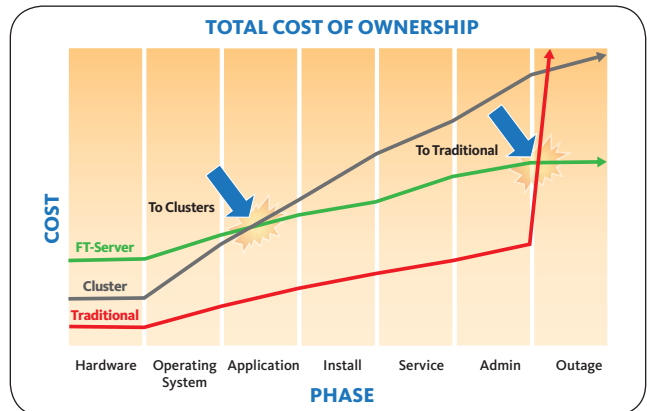 TOTAL COST OF OWNERSHIP
To Traditional
To Clusters
COST
FT-Server
Cluster
Traditional
Hardware
Operating
System
Application
Install
Service
Admin
Outage
PHASE